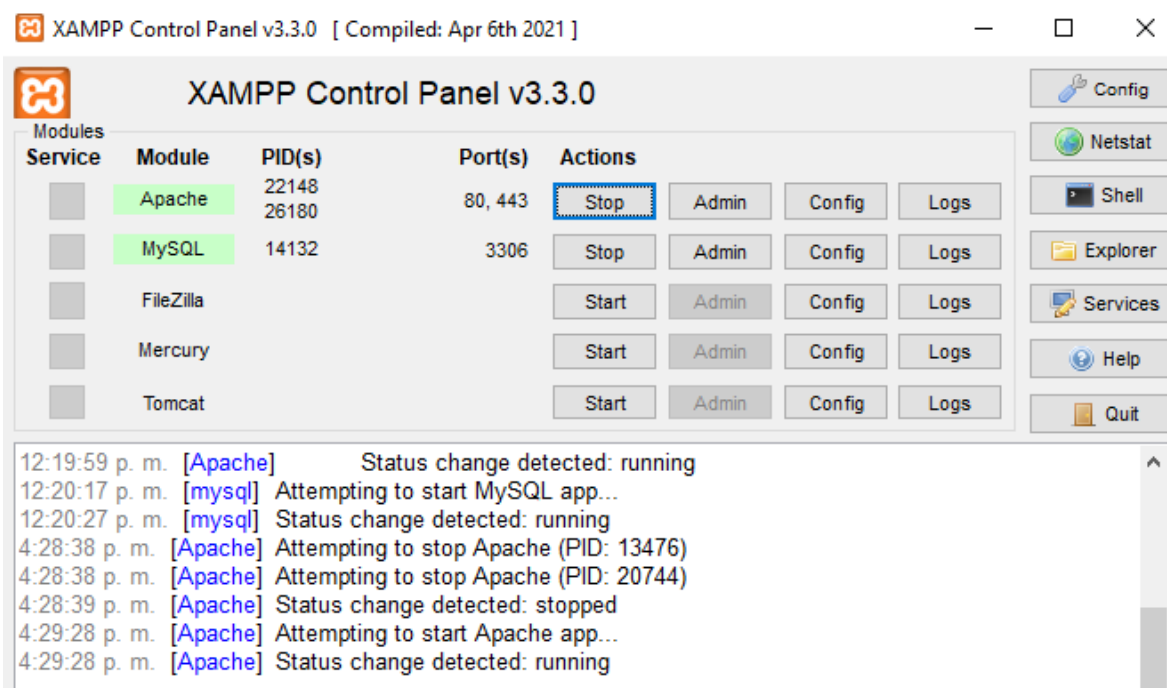 XAMPP Control Panel v3.3.0 [ Compiled: Apr 6th 2021 ]
XAMPP Control Panel v3.3.0
Config
Modules
Netstat
Service Module PID(s) Port(s) Actions
Apache 22148 26180 80, 443 Stop Admin Config Logs
Shell
MySQL 14132 3306 Stop Admin Config Logs
Explorer
FileZilla Start Admin Config Logs
Services
Mercury Start Admin Config Logs
Help
Tomcat Start Admin Config Logs
Quit
12:19:59 p. m. [Apache] Status change detected: running
12:20:17 p. m. [mysql] Attempting to start MySQL app...
12:20:27 p. m. [mysql] Status change detected: running
4:28:38 p. m. [Apache] Attempting to stop Apache (PID: 13476)
4:28:38 p. m. [Apache] Attempting to stop Apache (PID: 20744)
4:28:39 p. m. [Apache] Status change detected: stopped
4:29:28 p. m. [Apache] Attempting to start Apache app...
4:29:28 p. m. [Apache] Status change detected: running